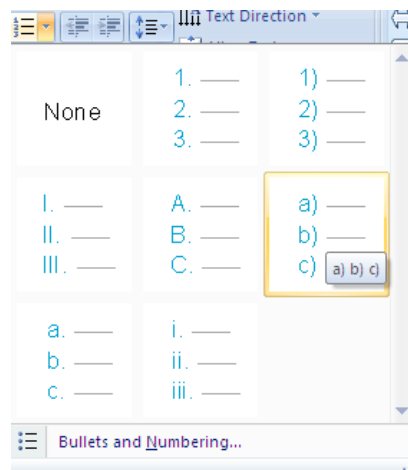 Text Direction
None
1.
2.
3.
1)
2)
3)
I.
II.
III.
A.
B.
C.
a)
b)
c)
a) b) c)
a.
b.
c.
i.
ii.
iii.
Bullets and Numbering...